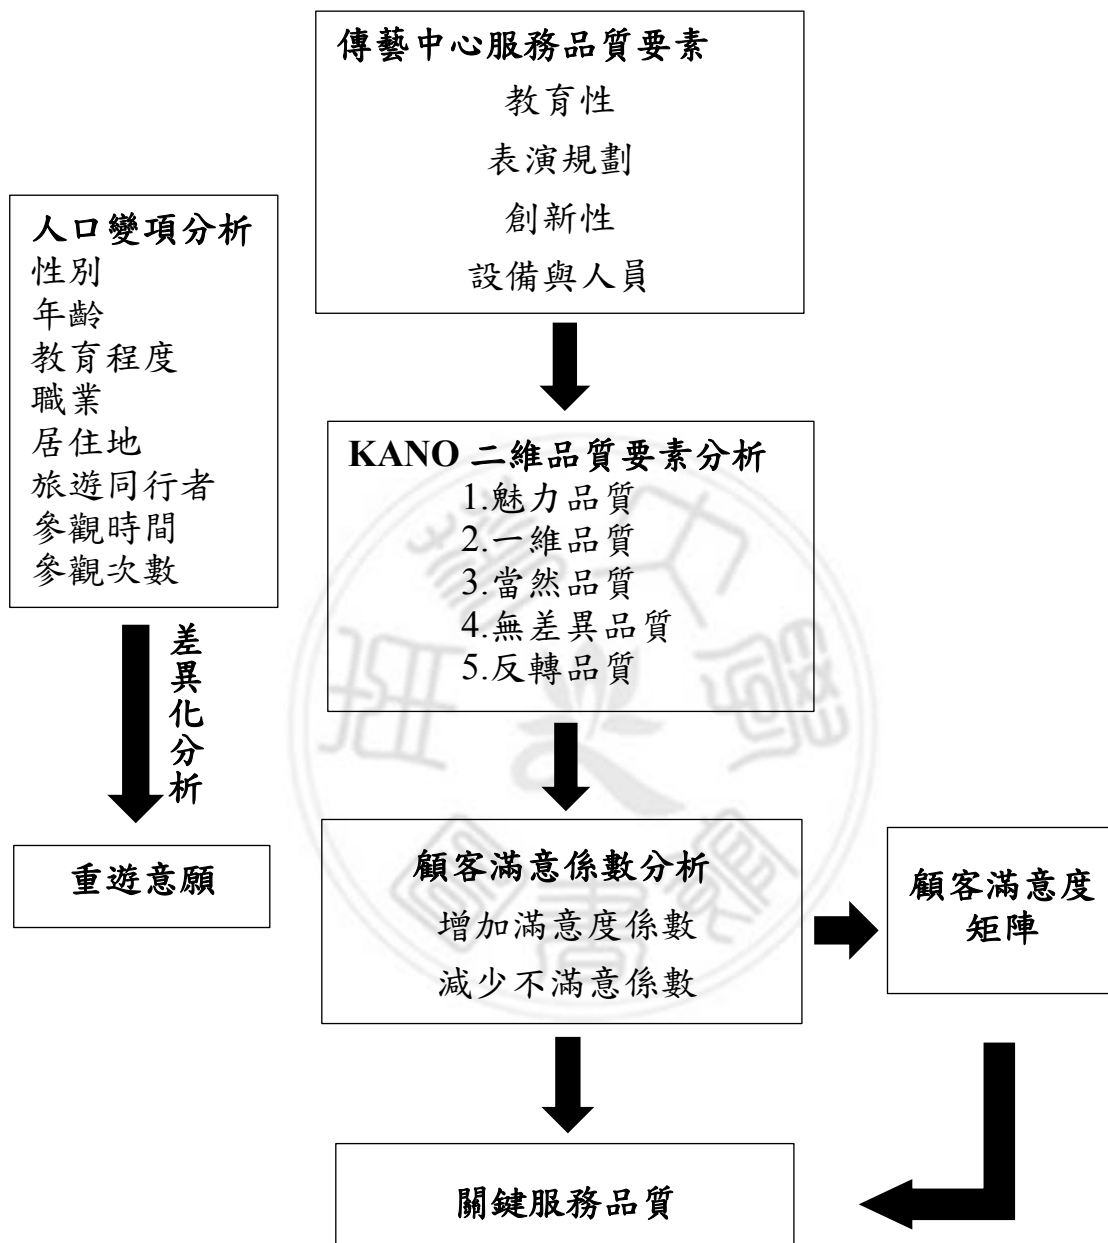 傳藝中心服務品質要素
教育性
表演規劃
創新性
設備與人員
人口變項分析
性別
年齡
教育程度
職業
居住地
旅遊同行者
參觀時間
參觀次數
差異化分析
重遊意願
KANO 二維品質要素分析
1.魅力品質
2.一維品質
3.當然品質
4.無差異品質
5.反轉品質
顧客滿意係數分析
增加滿意度係數
減少不滿意係數
顧客滿意度
矩陣
關鍵服務品質